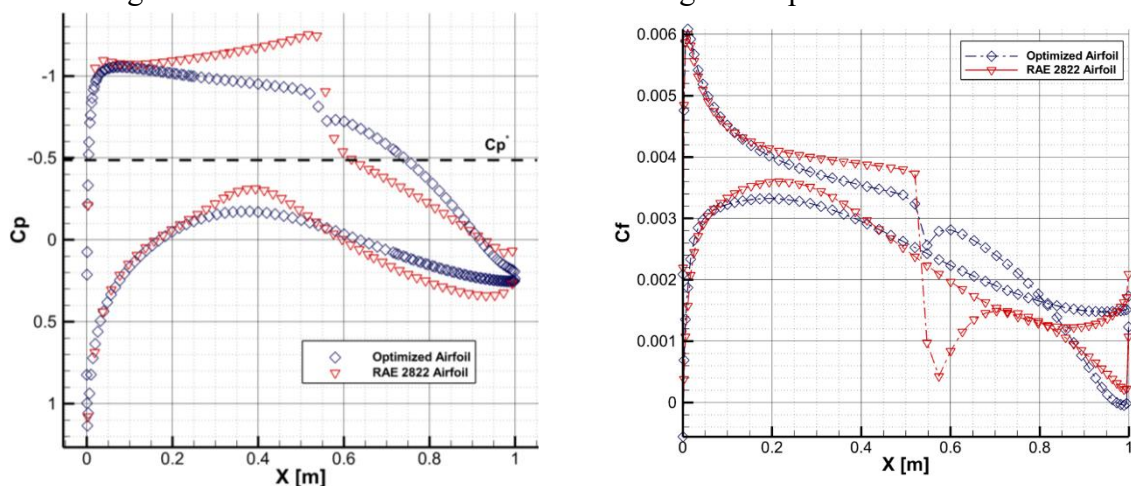 -1
-0.5
0
0.5
1
Cp
Cp*
Optimized Airfoil
RAE 2822 Airfoil
0 0.2 0.4 0.6 0.8 1
X [m]
0.006
0.005
0.004
0.003
0.002
0.001
0
0.006
Cf
Optimized Airfoil
RAE 2822 Airfoil
0 0.2 0.4 0.6 0.8 1
X [m]